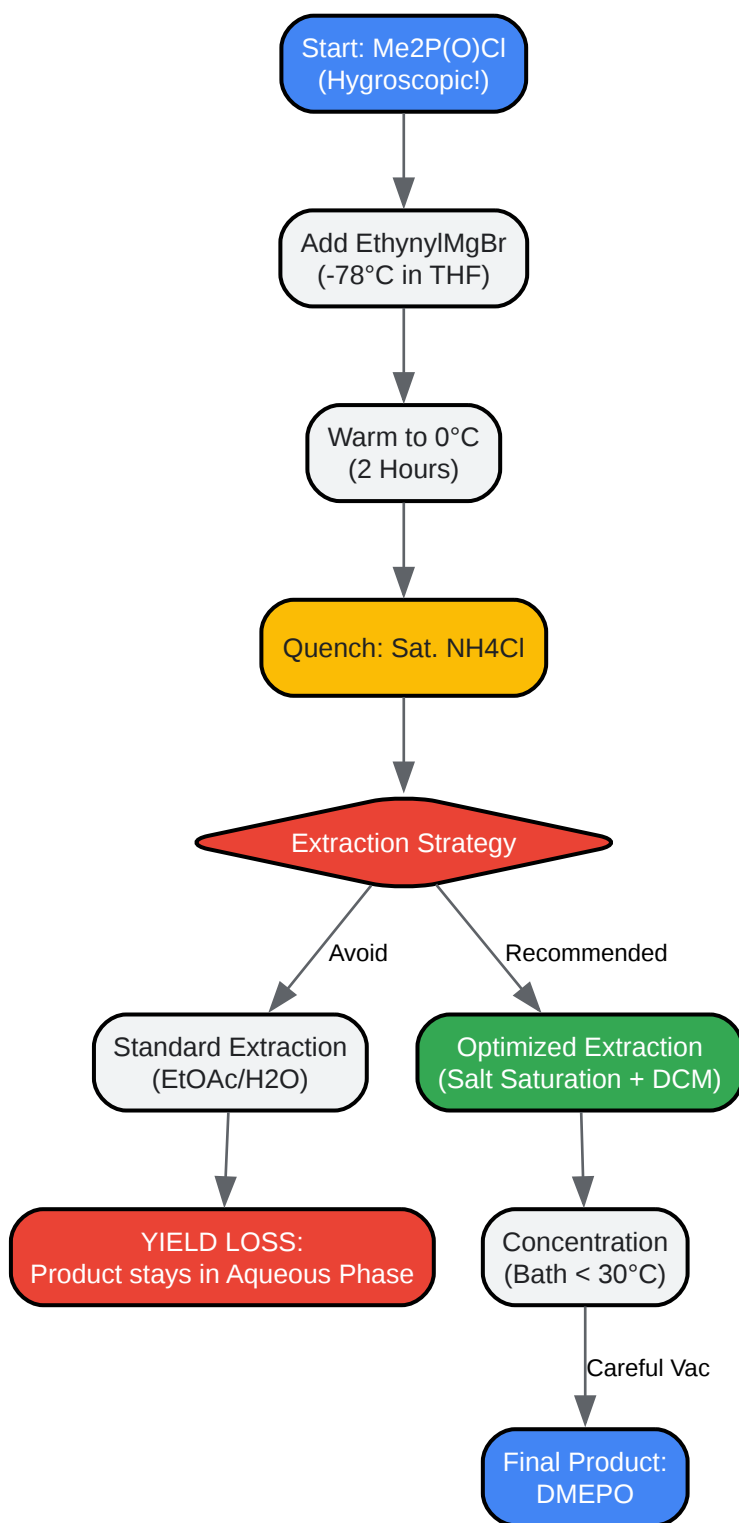 Start: Me2P(O)Cl
(Hygroscopic!)
Add EthynylMgBr
(-78°C in THF)
Warm to 0°C
(2 Hours)
Quench: Sat. NH4Cl
Extraction Strategy
Avoid
Recommended
Standard Extraction
(EtOAc/H2O)
Optimized Extraction
(Salt Saturation + DCM)
YIELD LOSS:
Product stays in Aqueous Phase
Concentration
(Bath < 30°C)
Careful Vac
Final Product:
DMEPO